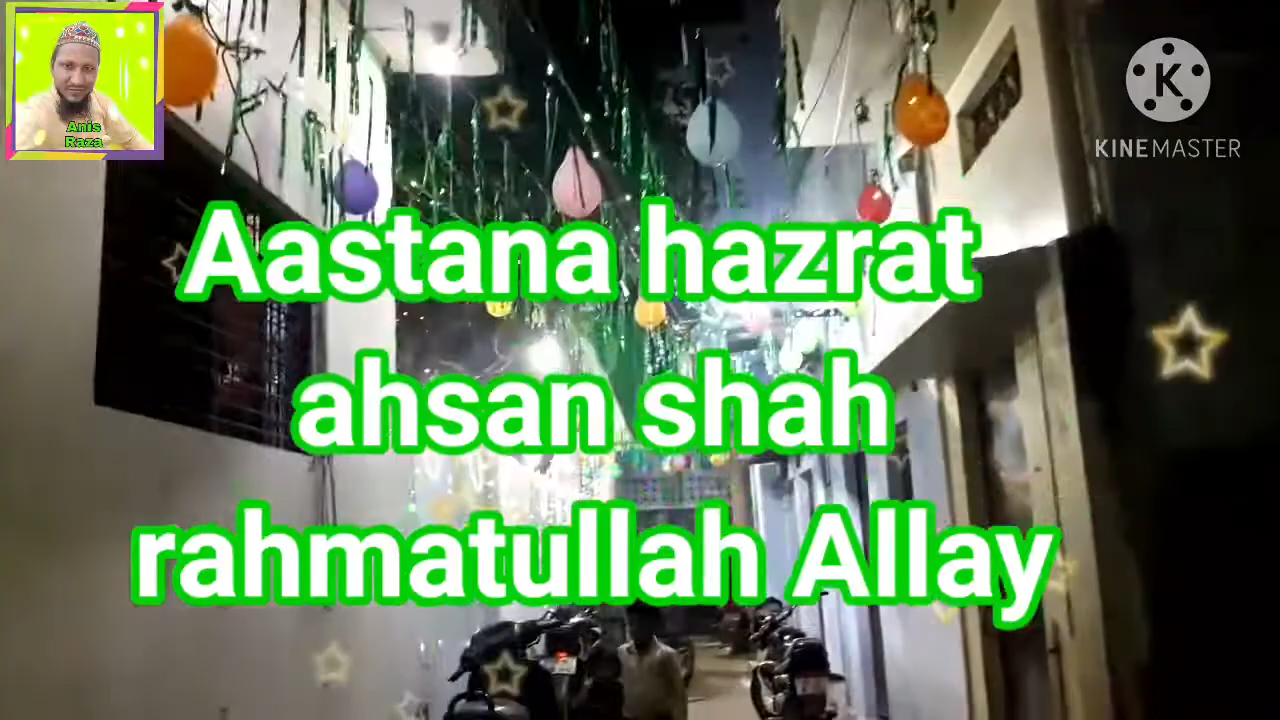 Anis
Raza
K
KINEMASTER
Aastana hazrat
ahsan shah
rahmatullah Allay